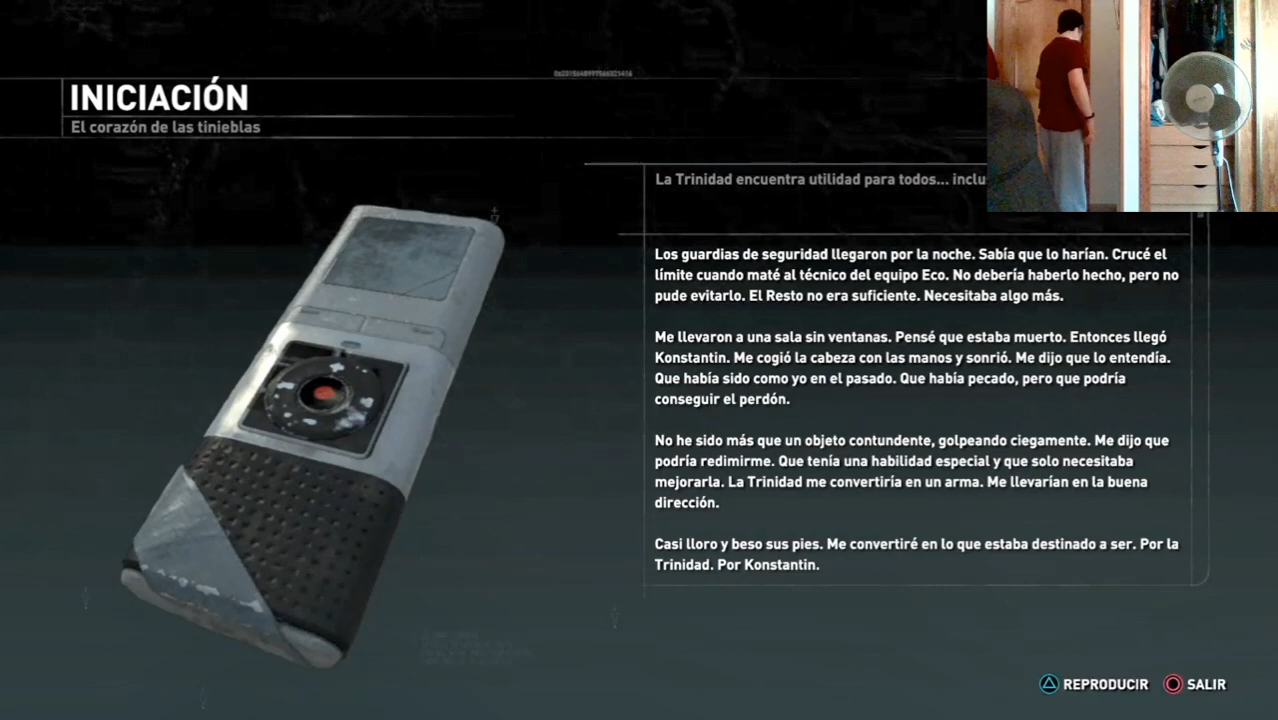 INICIACIÓN
El corazón de las tinieblas
La Trinidad encuentra utilidad para todos...
Los guardias de seguridad llegaron por la noche. Sabía que lo harían. Crucé el
límite cuando maté al técnico del equipo Eco. No debería haberlo hecho, pero no
pude evitarlo. El Resto no era suficiente. Necesitaba algo más.
Me llevaron a una sala sin ventanas. Pensé que estaba muerto. Entonces llegó
Konstantin. Me cogió la cabeza con las manos y sonrió. Me dijo que lo entendía.
Que había sido como yo en el pasado. Que había pecado, pero que podría
conseguir el perdón.
No he sido más que un objeto contundente, golpeando ciegamente. Me dijo que
podría redimirme. Que tenía una habilidad especial y que solo necesitaba
mejorarla. La Trinidad me convertiría en un arma. Me llevarían en la buena
dirección.
Casi lloro y beso sus pies. Me convertiré en lo que estaba destinado a ser. Por la
Trinidad. Por Konstantin.
REPRODUCIR
SALIR